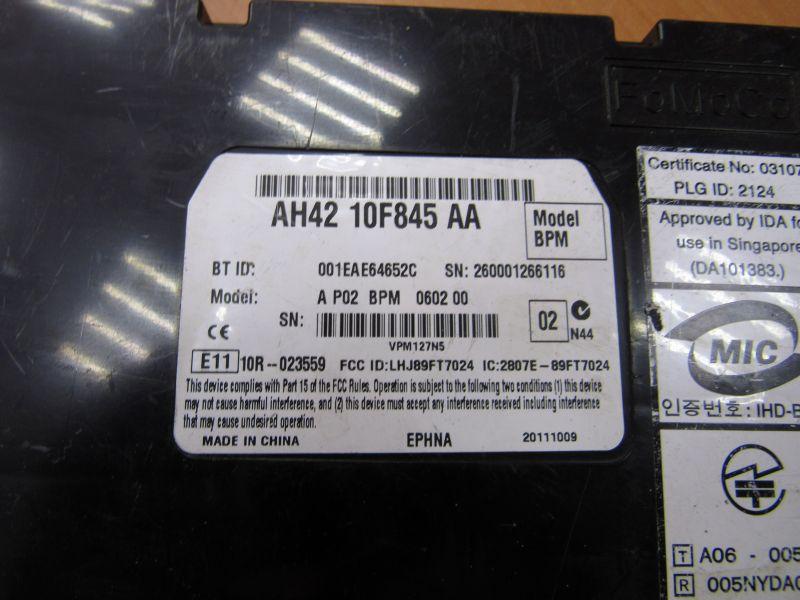 FoMoCo
AH42 10F845 AA
Model
BPM
BT ID: 001EAE64652C SN: 260001266116
Model: A P02 BPM 0602 00
SN:
VPM127N5
02
N44
CE
E11 10R-023559 FCC ID:LHJ89FT7024 IC:2807E-89FT7024
This device complies with Part 15 of the FCC Rules. Operation is subject to the following two conditions (1) this device
may not cause harmful interference, and (2) this device must accept any interference received including interference
that may cause undesired operation.
MADE IN CHINA EPHNA 20111009
Certificate No: 03107
PLG ID: 2124
Approved by IDA fo
use in Singapore
(DA101383.)
MIC
인증번호 : IHD-B
T A06 - 005
R 005NYDA0